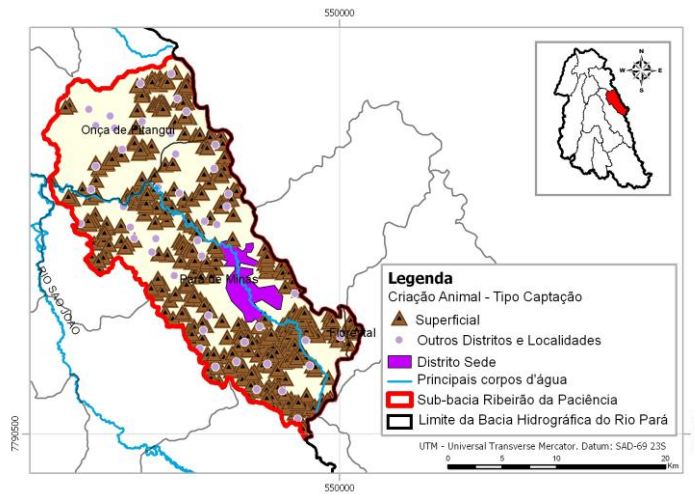 550000
N
W E
S
Onça de Pitangui
RIO SÃO JOÃO
Pará de Minas
Florestal
Legenda
Criação Animal - Tipo Captação
Superficial
Outros Distritos e Localidades
Distrito Sede
Principais corpos d'água
Sub-bacia Ribeirão da Paciência
Limite da Bacia Hidrográfica do Rio Pará
7790500
UTM - Universal Transverse Mercator. Datum: SAD-69 23S
0 5 10 20
Km
550000